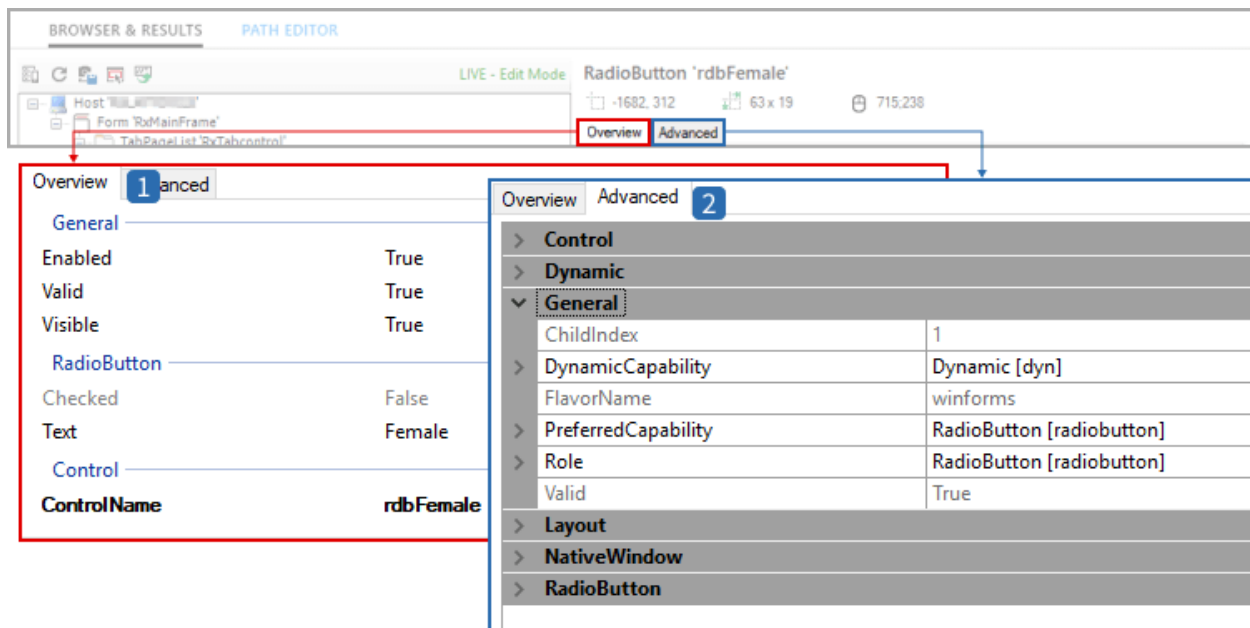 BROWSER & RESULTS PATH EDITOR
LIVE - Edit Mode RadioButton 'rdbFemale'
-1682, 312 63 x 19 715;238
Host
Form 'RxMainFrame'
TabPageList 'RxTabcontrol'
Overview Advanced
Overview 1 anced
General
Enabled True
Valid True
Visible True
RadioButton
Checked False
Text Female
Control
ControlName rdbFemale
Overview Advanced 2
Control
Dynamic
General
ChildIndex 1
DynamicCapability Dynamic [dyn]
FlavorName winforms
PreferredCapability RadioButton [radiobutton]
Role RadioButton [radiobutton]
Valid True
Layout
NativeWindow
RadioButton